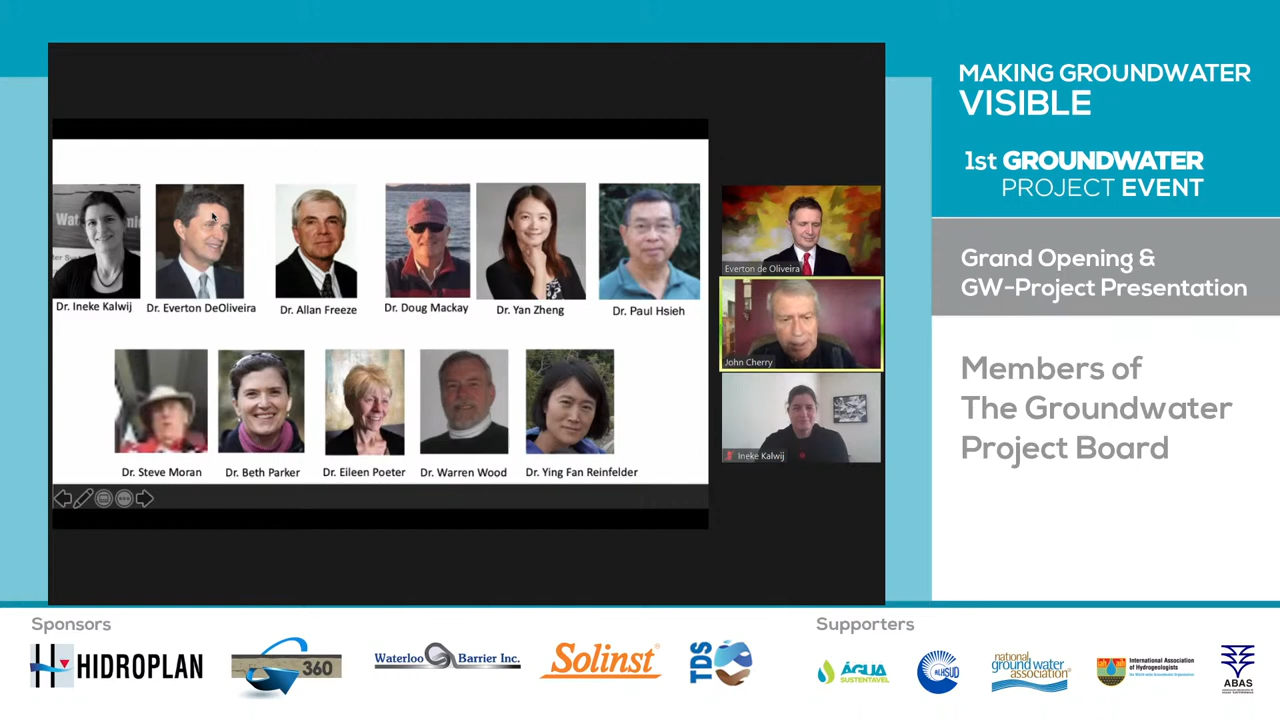 MAKING GROUNDWATER
VISIBLE
1st GROUNDWATER
PROJECT EVENT
Grand Opening &
GW-Project Presentation
Members of
The Groundwater
Project Board
Dr. Ineke Kalwij
Dr. Everton DeOliveira
Dr. Allan Freeze
Dr. Doug Mackay
Dr. Yan Zheng
Dr. Paul Hsieh
Dr. Steve Moran
Dr. Beth Parker
Dr. Eileen Poeter
Dr. Warren Wood
Dr. Ying Fan Reinfelder
Everton de Oliveira
John Cherry
Ineke Kalwij
Sponsors
HIDROPLAN
360
Waterloo Barrier Inc.
Solinst®
TDS
Supporters
ÁGUA
SUSTENTÁVEL
ALHSUD
national
ground water
association®
International Association
of Hydrogeologists
ABAS